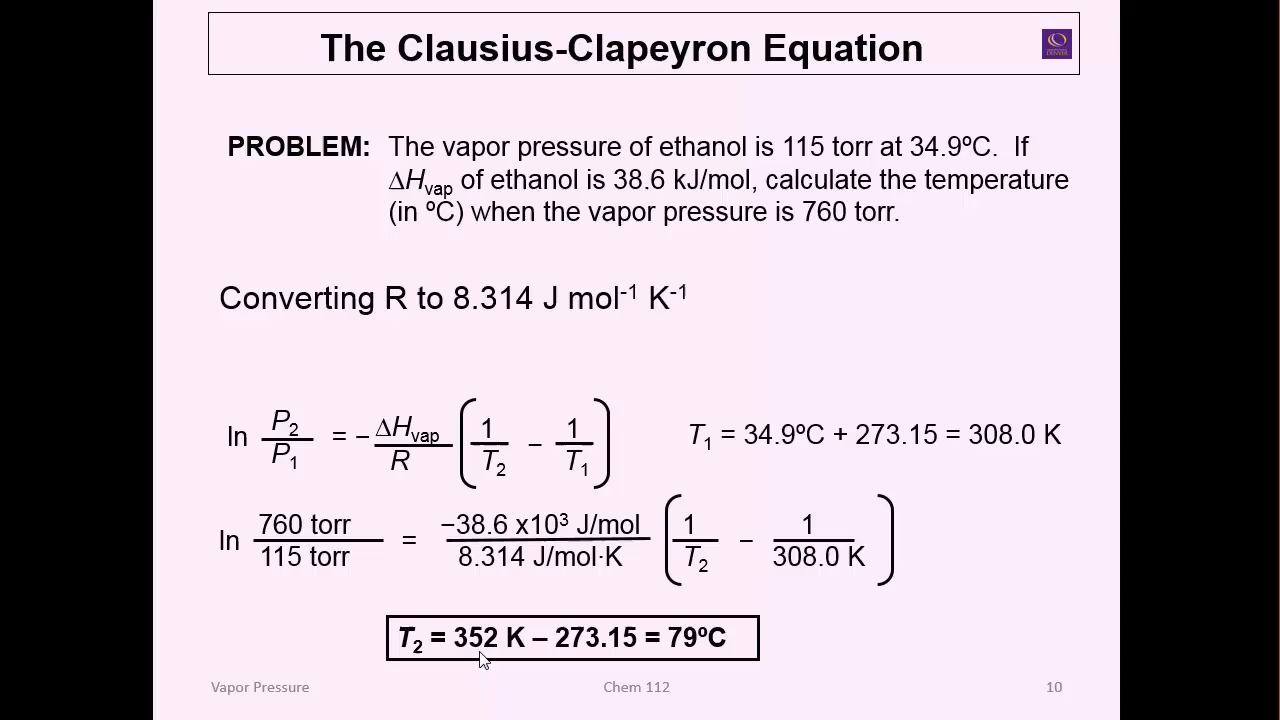 The Clausius-Clapeyron Equation
PROBLEM: The vapor pressure of ethanol is 115 torr at 34.9ºC. If
∆Hvap of ethanol is 38.6 kJ/mol, calculate the temperature
(in ºC) when the vapor pressure is 760 torr.
Converting R to 8.314 J mol⁻¹ K⁻¹
ln P₂/P₁ = – ∆Hvap/R (1/T₂ – 1/T₁) T₁ = 34.9ºC + 273.15 = 308.0 K
ln 760 torr/115 torr = –38.6 x10³ J/mol/8.314 J/mol·K (1/T₂ – 1/308.0 K)
T₂ = 352 K – 273.15 = 79ºC
Vapor Pressure Chem 112 10